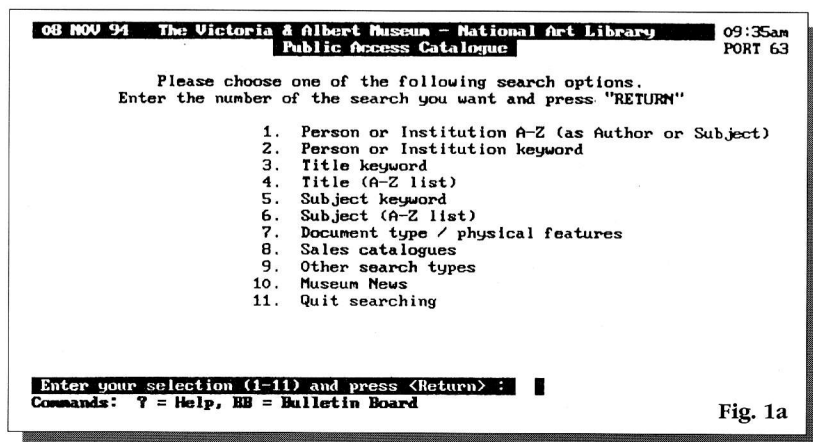 08 NOV 94 The Victoria & Albert Museum - National Art Library 09:35am
Public Access Catalogue PORT 63
Please choose one of the following search options.
Enter the number of the search you want and press "RETURN"
1. Person or Institution A-Z (as Author or Subject)
2. Person or Institution keyword
3. Title keyword
4. Title (A-Z list)
5. Subject keyword
6. Subject (A-Z list)
7. Document type / physical features
8. Sales catalogues
9. Other search types
10. Museum News
11. Quit searching
Enter your selection (1-11) and press <Return> :
Commands: ? = Help, BB = Bulletin Board
Fig. 1a